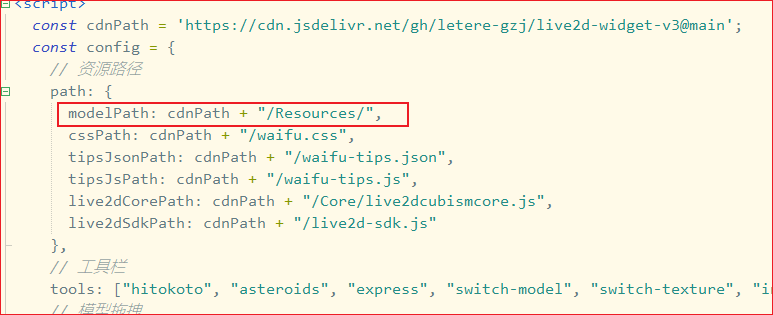 <script>
const cdnPath = 'https://cdn.jsdelivr.net/gh/letere-gzj/live2d-widget-v3@main';
const config = {
// 资源路径
path: {
modelPath: cdnPath + "/Resources/",
cssPath: cdnPath + "/waifu.css",
tipsJsonPath: cdnPath + "/waifu-tips.json",
tipsJsPath: cdnPath + "/waifu-tips.js",
live2dCorePath: cdnPath + "/Core/live2dcubismcore.js",
live2dSdkPath: cdnPath + "/live2d-sdk.js"
},
// 工具栏
tools: ["hitokoto", "asteroids", "express", "switch-model", "switch-texture", "in
// 模型拖拽